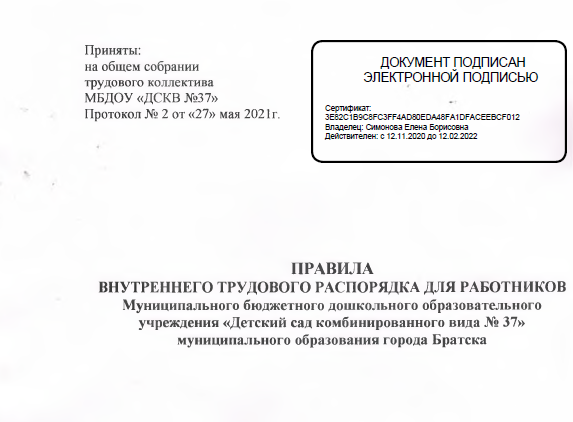 Приняты:
на общем собрании
трудового коллектива
МБДОУ «ДСКВ №37»
Протокол № 2 от «27» мая 2021г.
ДОКУМЕНТ ПОДПИСАН
ЭЛЕКТРОННОЙ ПОДПИСЬЮ
Сертификат:
3E82C1B9C8FC3FF4AD80EDA48FA1DFACEEBCF012
Владелец: Симонова Елена Борисовна
Действителен: с 12.11.2020 до 12.02.2022
ПРАВИЛА
ВНУТРЕННЕГО ТРУДОВОГО РАСПОРЯДКА ДЛЯ РАБОТНИКОВ
Муниципального бюджетного дошкольного образовательного
учреждения «Детский сад комбинированного вида № 37»
муниципального образования города Братска